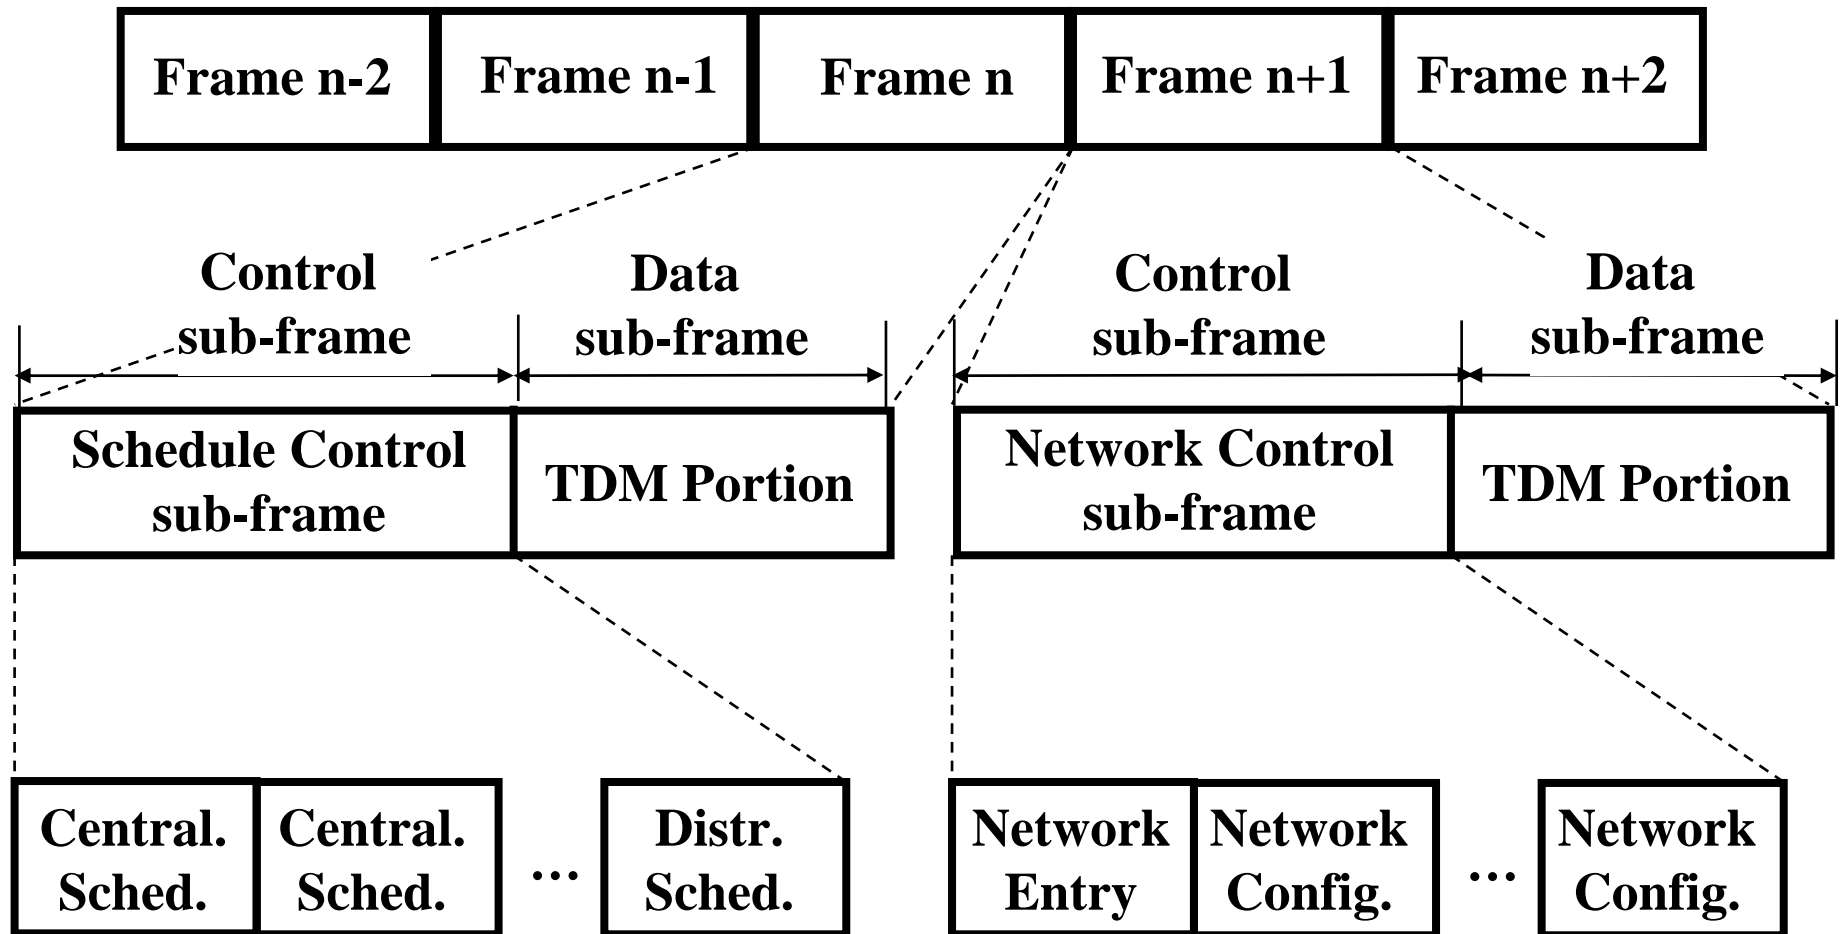 Frame n-2 Frame n-1 Frame n Frame n+1 Frame n+2
Control
sub-frame
Data
sub-frame
Control
sub-frame
Data
sub-frame
Schedule Control
sub-frame
TDM Portion
Network Control
sub-frame
TDM Portion
Central.
Sched.
Central.
Sched.
...
Distr.
Sched.
Network
Entry
Network
Config.
...
Network
Config.